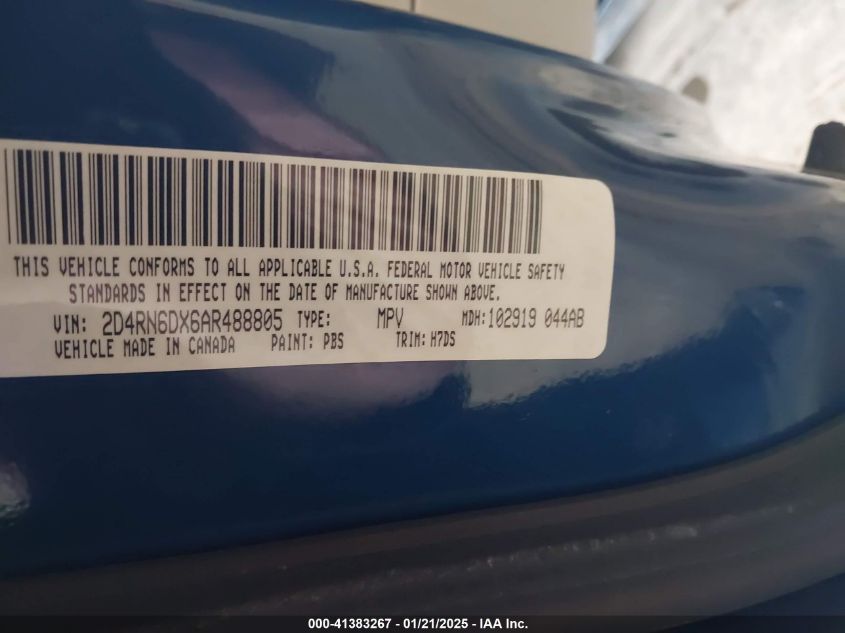 THIS VEHICLE CONFORMS TO ALL APPLICABLE U.S.A. FEDERAL MOTOR VEHICLE SAFETY
STANDARDS IN EFFECT ON THE DATE OF MANUFACTURE SHOWN ABOVE.
VIN: 2D4RN6DX6AR488805 TYPE: MPV MDH:102919 044AB
VEHICLE MADE IN CANADA PAINT: PBS TRIM: H7DS
000-41383267 - 01/21/2025 - IAA Inc.